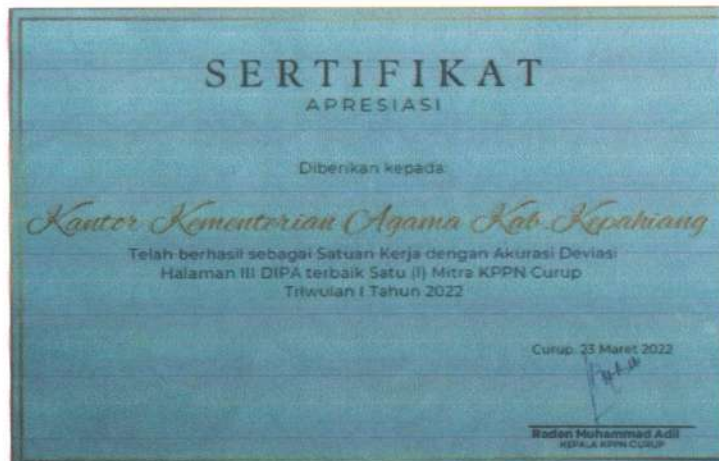 SERTIFIKAT
APRESIASI
Diberikan kepada:
Kantor Kementerian Agama Kab. Kepahiang
Telah berhasil sebagai Satuan Kerja dengan Akurasi Deviasi
Halaman III DIPA terbaik Satu (I) Mitra KPPN Curup
Triwulan I Tahun 2022
Curup, 23 Maret 2022
Raden Muhammad Adil
KEPALA KPPN CURUP